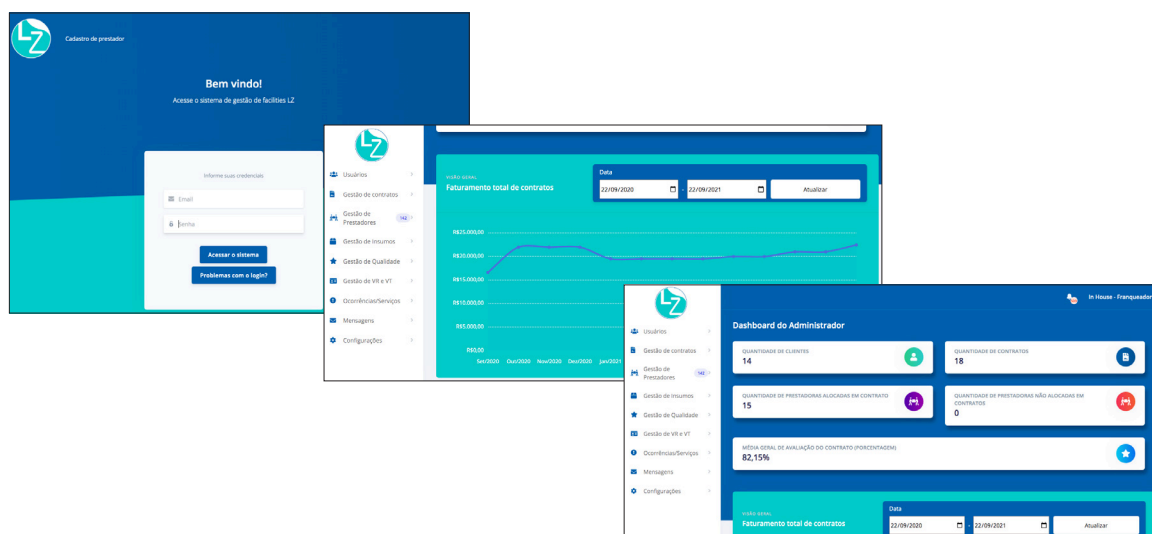 LZ
Cadastro de prestador
Bem vindo!
Acesse o sistema de gestão de facilities LZ
Informe suas credenciais
Email
Senha
Acessar o sistema
Problemas com o login?
LZ
Usuários
Gestão de contratos
Gestão de
Prestadores
142
Gestão de insumos
Gestão de Qualidade
Gestão de VR e VT
Ocorrências/Serviços
Mensagens
Configurações
VISÃO GERAL
Faturamento total de contratos
Data
22/09/2020 - 22/09/2021 Atualizar
R$25.000,00
R$20.000,00
R$15.000,00
R$10.000,00
R$5.000,00
R$0,00
Set/2020 Out/2020 Nov/2020 Dez/2020 Jan/2021
LZ
Usuários
Gestão de contratos
Gestão de
Prestadores
142
Gestão de insumos
Gestão de Qualidade
Gestão de VR e VT
Ocorrências/Serviços
Mensagens
Configurações
In House - Franqueador
Dashboard do Administrador
QUANTIDADE DE CLIENTES
14
QUANTIDADE DE CONTRATOS
18
QUANTIDADE DE PRESTADORAS ALOCADAS EM CONTRATO
15
QUANTIDADE DE PRESTADORAS NÃO ALOCADAS EM
CONTRATOS
0
MÉDIA GERAL DE AVALIAÇÃO DO CONTRATO (PORCENTAGEM)
82,15%
VISÃO GERAL
Faturamento total de contratos
Data
22/09/2020 - 22/09/2021 Atualizar